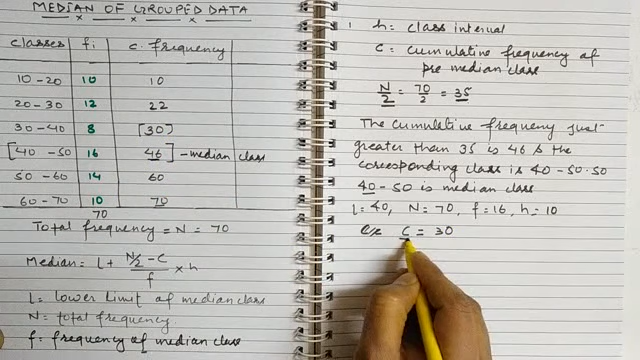 MEDIAN OF GROUPED DATA
classes fi c. frequency
10-20 10 10
20-30 12 22
30-40 8 [30]
[40-50 16 46] - median class
50-60 14 60
60-70 10 70
70
Total frequency = N = 70
Median = l + N/2 - C / f × h
l = lower limit of median class
N = total frequency.
f = frequency of median class
h = class interval
C = cumulative frequency of
pre median class
N/2 = 70/2 = 35
The cumulative frequency just
greater than 35 is 46 & the
corresponding class is 40-50. So
40-50 is median class
l = 40, N = 70, f = 16, h = 10
C = 30